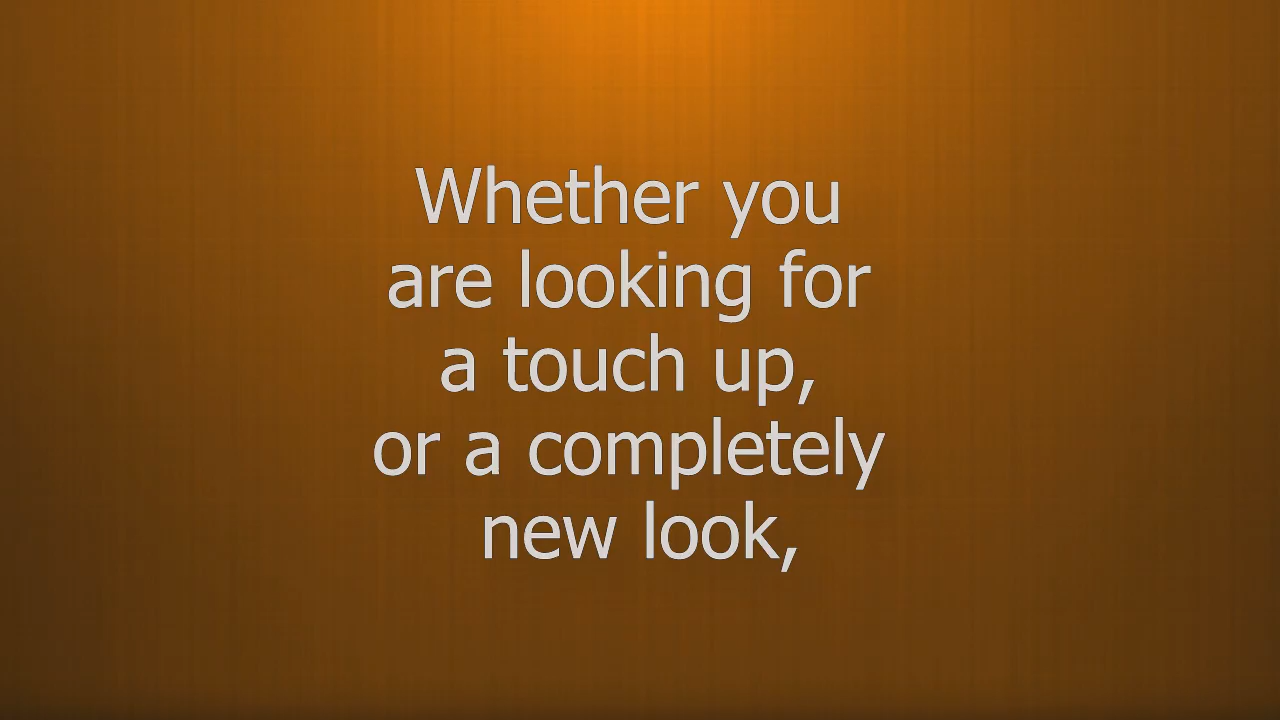 Whether you
are looking for
a touch up,
or a completely
new look,